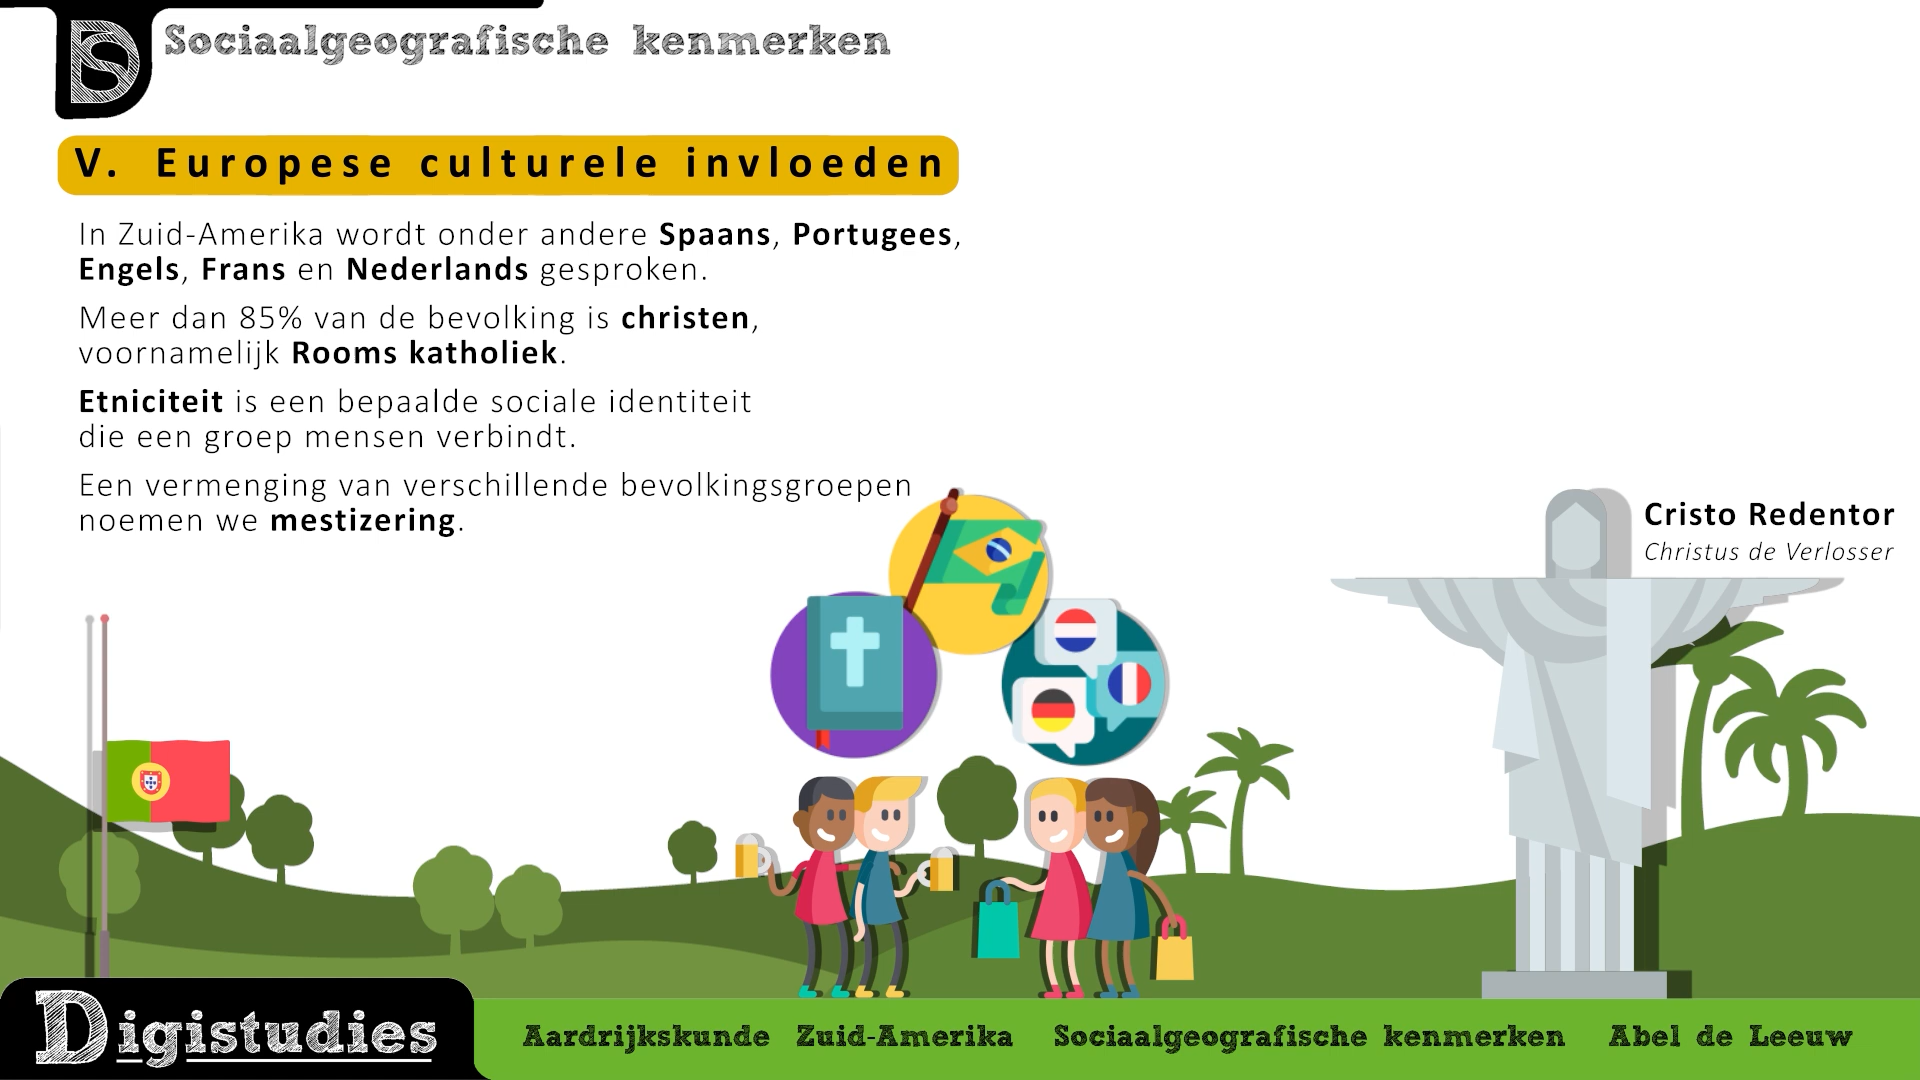 DS
Sociaalgeografische kenmerken
V. Europese culturele invloeden
In Zuid-Amerika wordt onder andere Spaans, Portugees,
Engels, Frans en Nederlands gesproken.
Meer dan 85% van de bevolking is christen,
voornamelijk Rooms katholiek.
Etniciteit is een bepaalde sociale identiteit
die een groep mensen verbindt.
Een vermenging van verschillende bevolkingsgroepen
noemen we mestizering.
Cristo Redentor
Christus de Verlosser
Digistudies
Aardrijkskunde Zuid-Amerika Sociaalgeografische kenmerken Abel de Leeuw